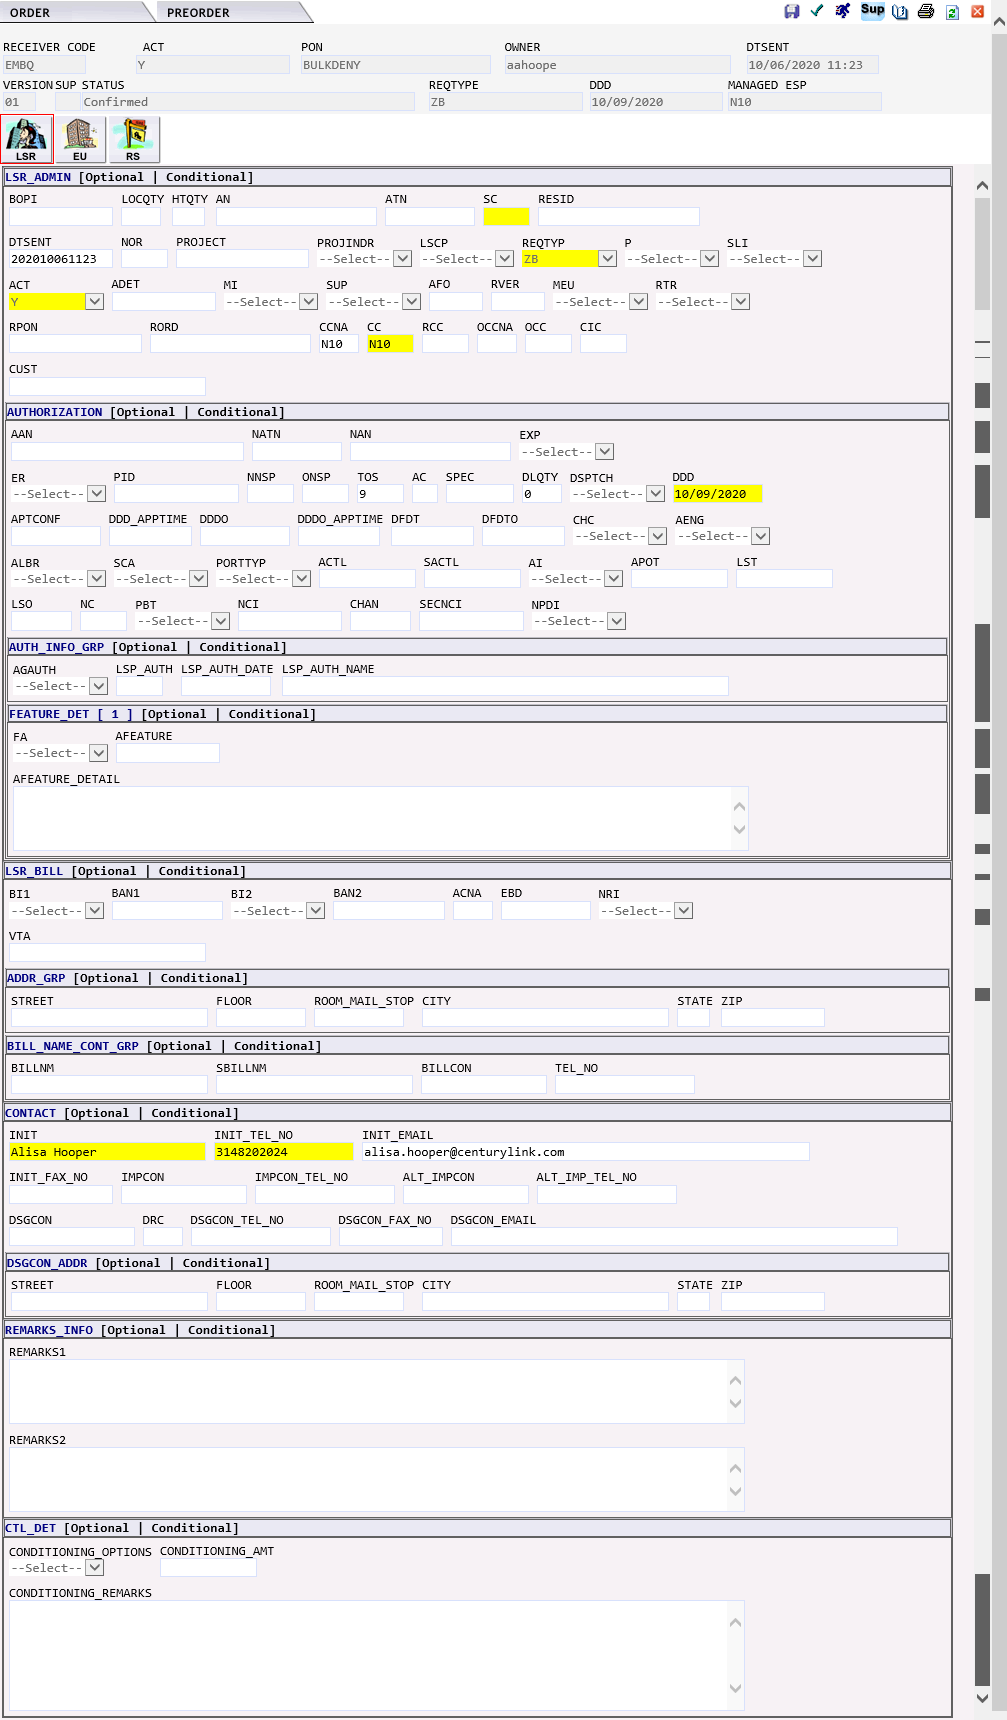 ORDER PREORDER Sup
RECEIVER CODE ACT PON OWNER DTSENT
EMBQ Y BULKDENY aahoope 10/06/2020 11:23
VERSION SUP STATUS REQTYPE DDD MANAGED ESP
01 Confirmed ZB 10/09/2020 N10
LSR EU RS
LSR_ADMIN [Optional | Conditional]
BOPI LOCQTY HTQTY AN ATN SC RESID
DTSENT NOR PROJECT PROJINDR LSCP REQTYP P SLI
202010061123 --Select-- --Select-- ZB --Select-- --Select--
ACT ADET MI SUP AFO RVER MEU RTR
Y --Select-- --Select-- --Select-- --Select--
RPON RORD CCNA CC RCC OCCNA OCC CIC
N10 N10
CUST
AUTHORIZATION [Optional | Conditional]
AAN NATN NAN EXP
--Select--
ER PID NNSP ONSP TOS AC SPEC DLQTY DSPTCH DDD
--Select-- 9 0 --Select-- 10/09/2020
APTCONF DDD_APPTIME DDDO DDDO_APPTIME DFDT DFDTO CHC AENG
--Select-- --Select--
ALBR SCA PORTTYP ACTL SACTL AI APOT LST
--Select-- --Select-- --Select-- --Select--
LSO NC PBT NCI CHAN SECNCI NPDI
--Select-- --Select--
AUTH_INFO_GRP [Optional | Conditional]
AGAUTH LSP_AUTH LSP_AUTH_DATE LSP_AUTH_NAME
--Select--
FEATURE_DET [ 1 ] [Optional | Conditional]
FA AFEATURE
--Select--
AFEATURE_DETAIL
LSR_BILL [Optional | Conditional]
BI1 BAN1 BI2 BAN2 ACNA EBD NRI
--Select-- --Select-- --Select--
VTA
ADDR_GRP [Optional | Conditional]
STREET FLOOR ROOM_MAIL_STOP CITY STATE ZIP
BILL_NAME_CONT_GRP [Optional | Conditional]
BILLNM SBILLNM BILLCON TEL_NO
CONTACT [Optional | Conditional]
INIT INIT_TEL_NO INIT_EMAIL
Alisa Hooper 3148202024 alisa.hooper@centurylink.com
INIT_FAX_NO IMPCON IMPCON_TEL_NO ALT_IMPCON ALT_IMP_TEL_NO
DSGCON DRC DSGCON_TEL_NO DSGCON_FAX_NO DSGCON_EMAIL
DSGCON_ADDR [Optional | Conditional]
STREET FLOOR ROOM_MAIL_STOP CITY STATE ZIP
REMARKS_INFO [Optional | Conditional]
REMARKS1
REMARKS2
CTL_DET [Optional | Conditional]
CONDITIONING_OPTIONS CONDITIONING_AMT
--Select--
CONDITIONING_REMARKS